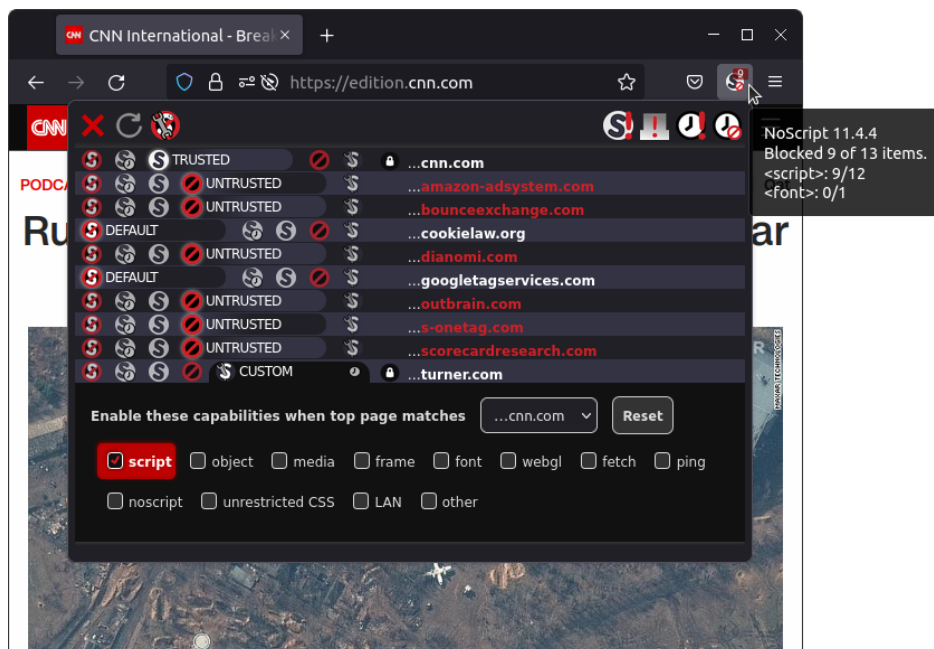 CNN CNN International - Break
https://edition.cnn.com
9
CNN
NoScript 11.4.4
Blocked 9 of 13 items.
<script>: 9/12
<font>: 0/1
TRUSTED ...cnn.com
UNTRUSTED ...amazon-adsystem.com
UNTRUSTED ...bounceexchange.com
DEFAULT ...cookielaw.org
UNTRUSTED ...dianomi.com
DEFAULT ...googletagservices.com
UNTRUSTED ...outbrain.com
UNTRUSTED ...s-onetag.com
UNTRUSTED ...scorecardresearch.com
CUSTOM ...turner.com
PODCA
Ru ar
Enable these capabilities when top page matches ...cnn.com Reset
script object media frame font webgl fetch ping
noscript unrestricted CSS LAN other
MAXAR TECHNOLOGIES